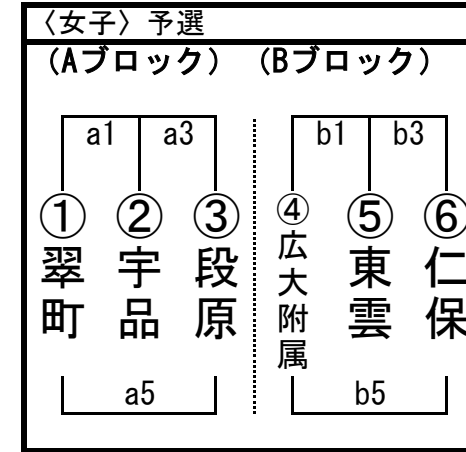 〈女子〉予選
(Aブロック) (Bブロック)
a1 a3 b1 b3
① ② ③ ④ ⑤ ⑥
翠町 宇品 段原 広大附属 東雲 仁保
a5 b5